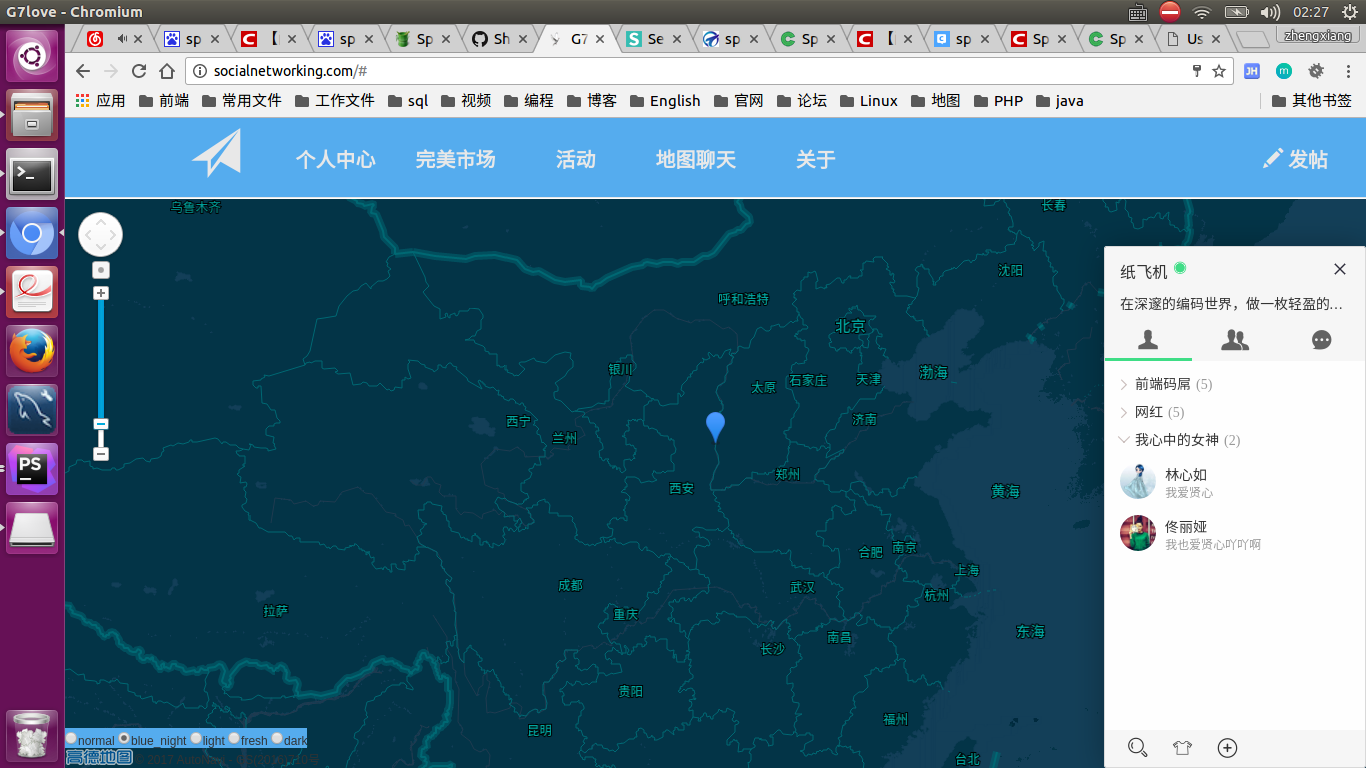 G7love - Chromium
02:27
sp
【
sp
Sp
Sh
G7
Se
sp
Sp
【
sp
Sp
Sp
Us
zhengxiang
socialnetworking.com/#
JH
m
应用 前端 常用文件 工作文件 sql 视频 编程 博客 English 官网 论坛 Linux 地图 PHP java 其他书签
个人中心 完美市场 活动 地图聊天 关于 发帖
乌鲁木齐
长春
沈阳
呼和浩特
北京
银川
太原
石家庄
天津
渤海
西宁
兰州
济南
西安
郑州
黄海
合肥
南京
上海
成都
武汉
杭州
拉萨
重庆
南昌
东海
长沙
贵阳
福州
昆明
台北
纸飞机
在深邃的编码世界，做一枚轻盈的…
前端码屌 (5)
网红 (5)
我心中的女神 (2)
林心如
我爱贤心
佟丽娅
我也爱贤心吖吖啊
normal blue_night light fresh dark
高德地图
PS